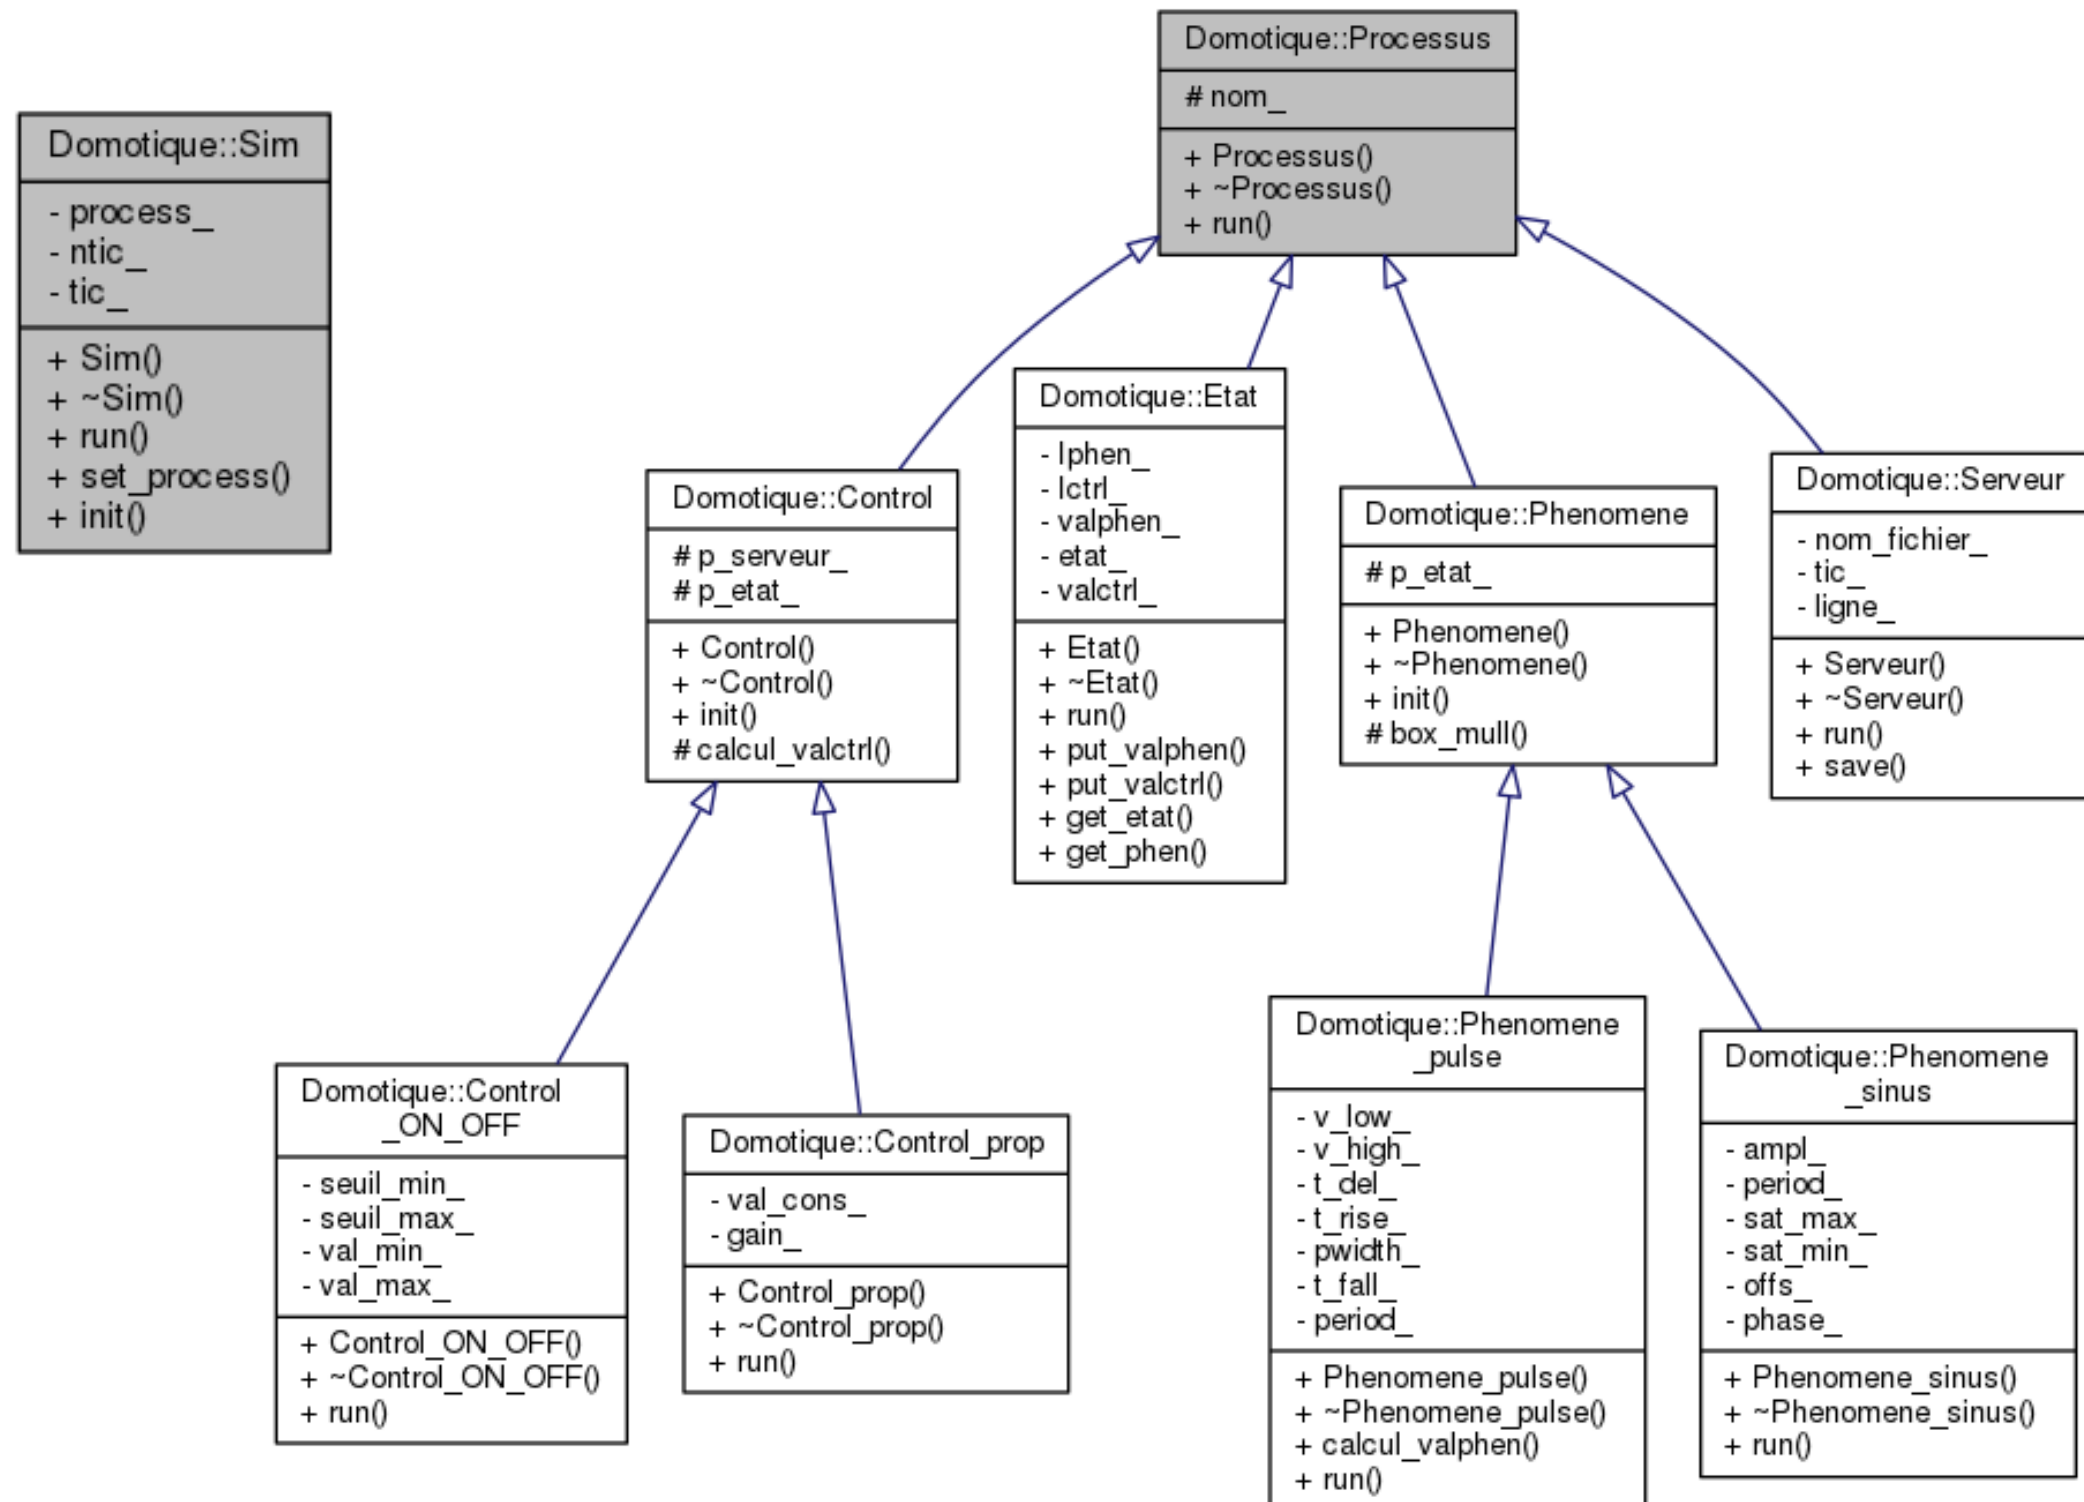 Domotique::Sim
- process_
- ntic_
- tic_
+ Sim()
+ ~Sim()
+ run()
+ set_process()
+ init()
Domotique::Processus
# nom_
+ Processus()
+ ~Processus()
+ run()
Domotique::Control
# p_serveur_
# p_etat_
+ Control()
+ ~Control()
+ init()
# calcul_valctrl()
Domotique::Etat
- lphen_
- lctrl_
- valphen_
- etat_
- valctrl_
+ Etat()
+ ~Etat()
+ run()
+ put_valphen()
+ put_valctrl()
+ get_etat()
+ get_phen()
Domotique::Phenomene
# p_etat_
+ Phenomene()
+ ~Phenomene()
+ init()
# box_mull()
Domotique::Serveur
- nom_fichier_
- tic_
- ligne_
+ Serveur()
+ ~Serveur()
+ run()
+ save()
Domotique::Control
_ON_OFF
- seuil_min_
- seuil_max_
- val_min_
- val_max_
+ Control_ON_OFF()
+ ~Control_ON_OFF()
+ run()
Domotique::Control_prop
- val_cons_
- gain_
+ Control_prop()
+ ~Control_prop()
+ run()
Domotique::Phenomene
_pulse
- v_low_
- v_high_
- t_del_
- t_rise_
- pwidth_
- t_fall_
- period_
+ Phenomene_pulse()
+ ~Phenomene_pulse()
+ calcul_valphen()
+ run()
Domotique::Phenomene
_sinus
- ampl_
- period_
- sat_max_
- sat_min_
- offs_
- phase_
+ Phenomene_sinus()
+ ~Phenomene_sinus()
+ run()